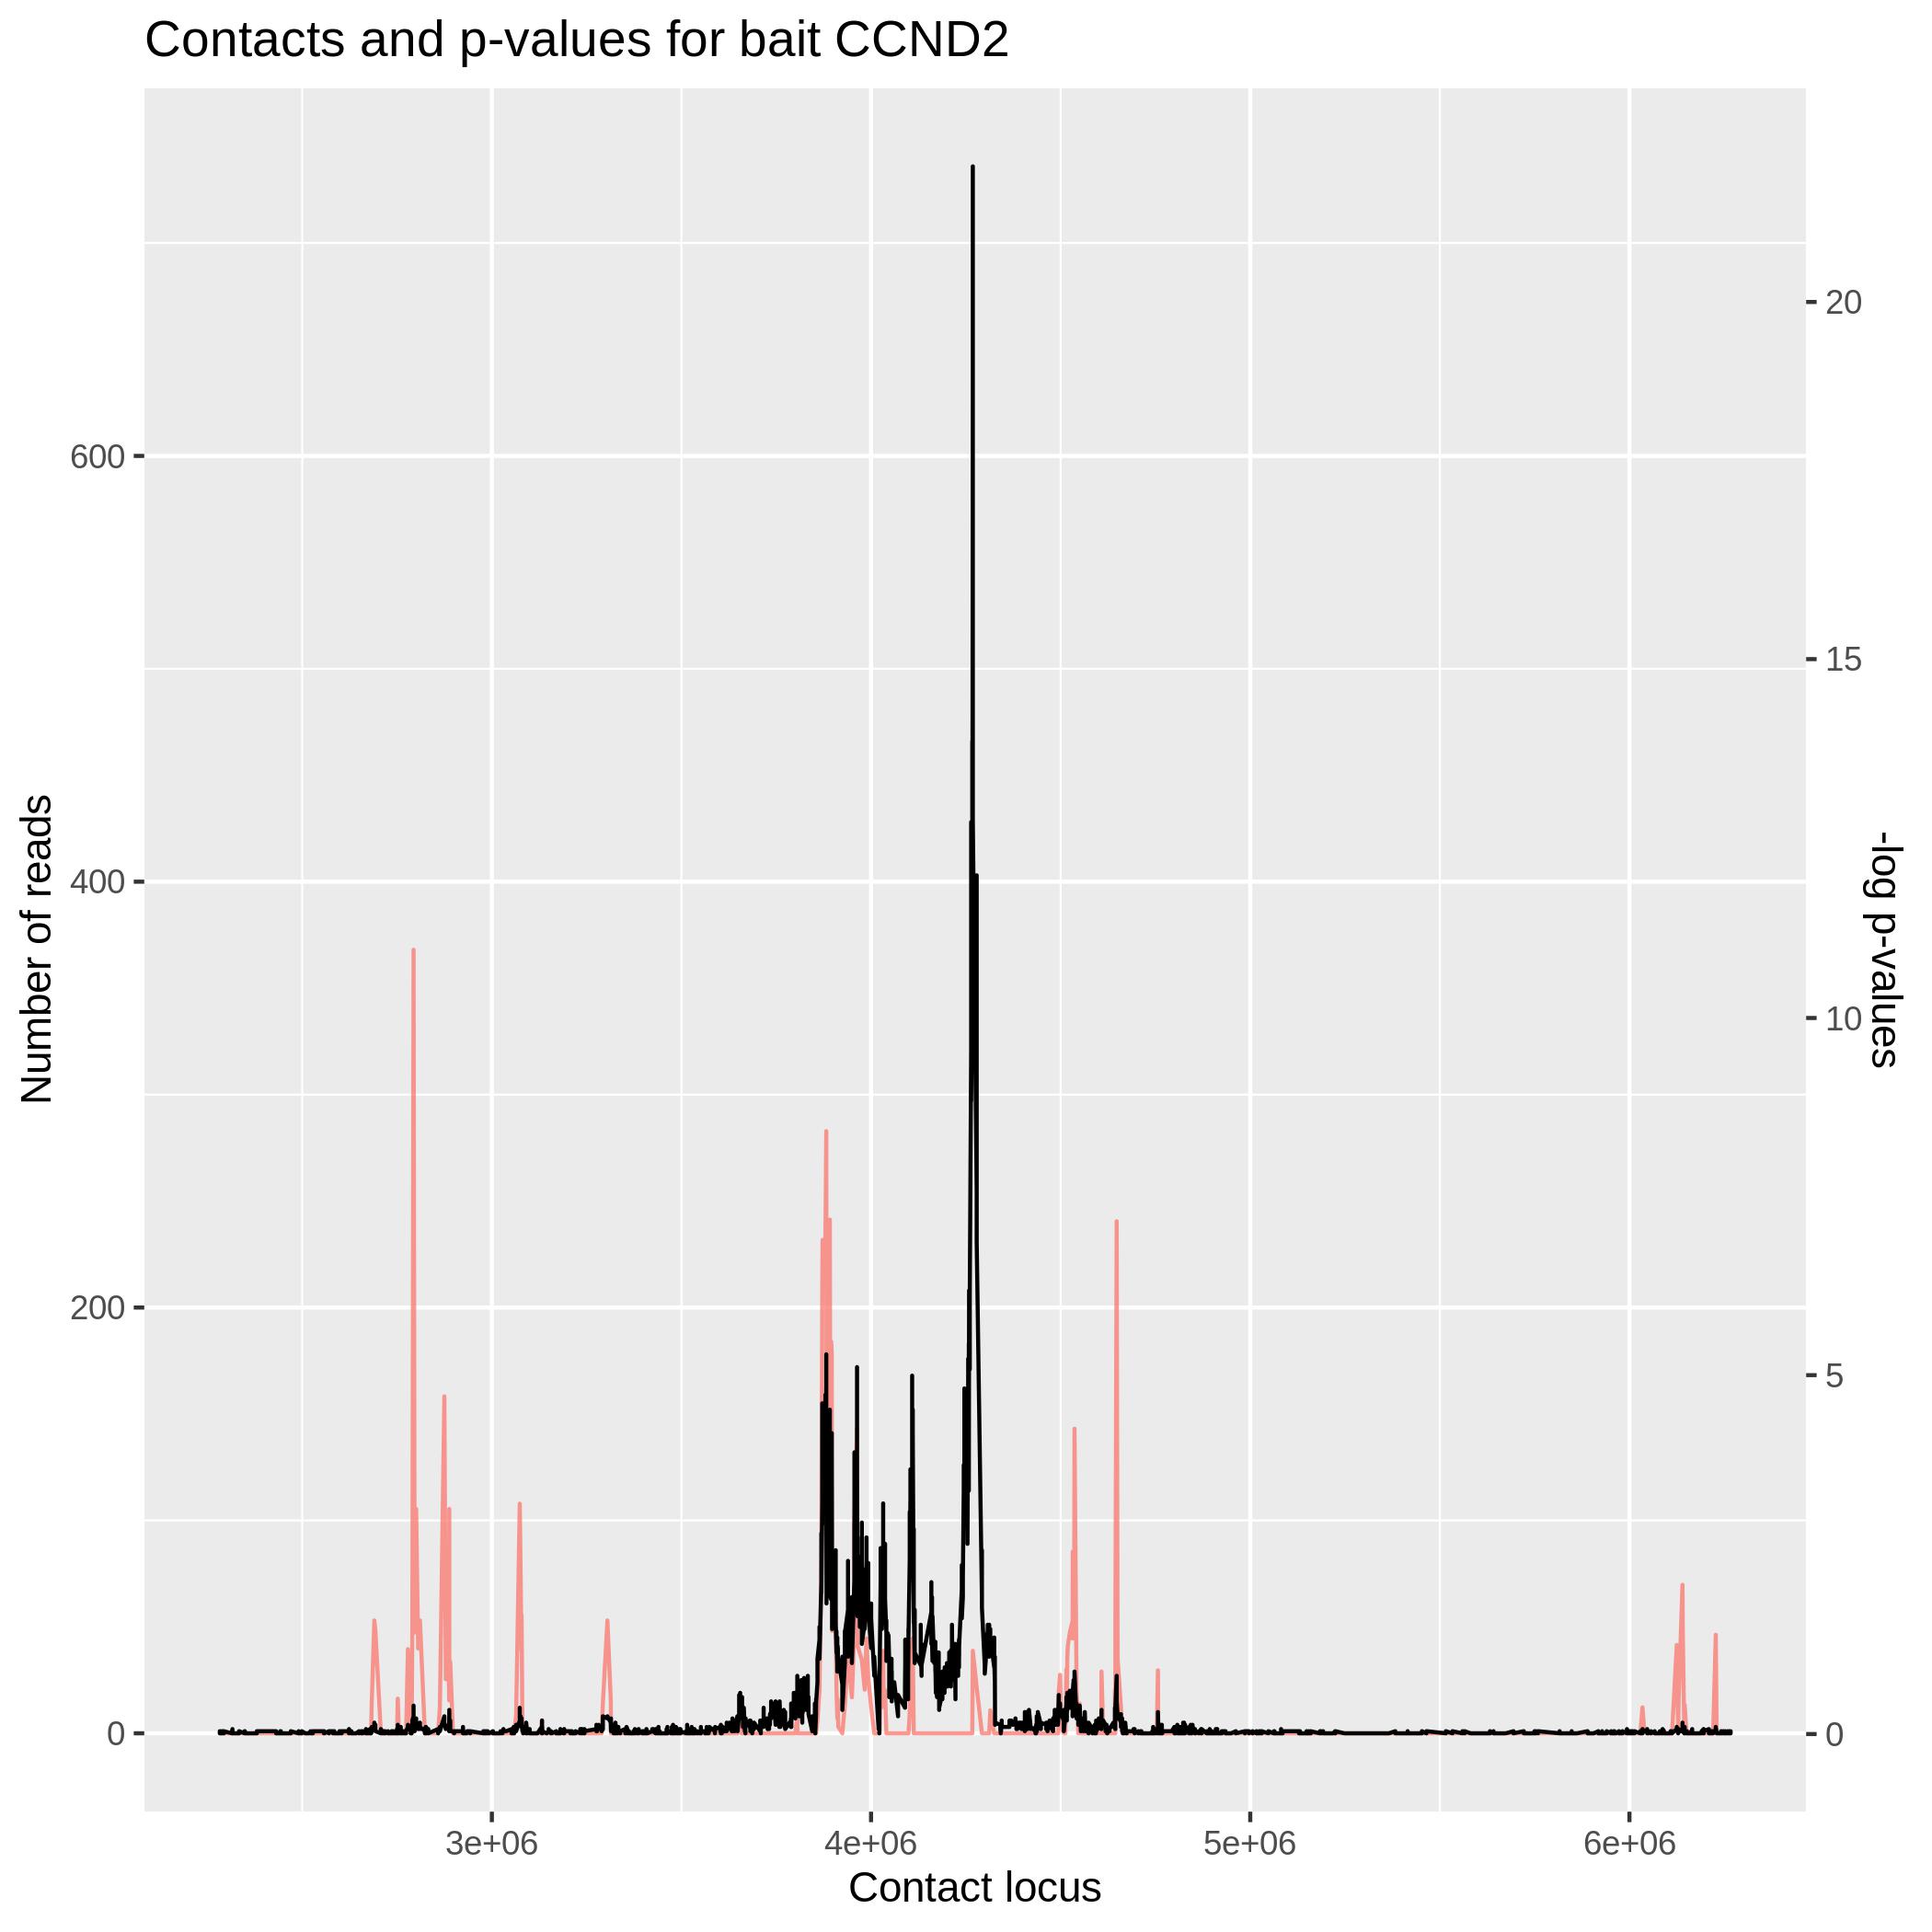 Contacts and p-values for bait CCND2
Number of reads
600
400
200
0
20
15
10
5
0
-log p-values
3e+06
4e+06
5e+06
6e+06
Contact locus